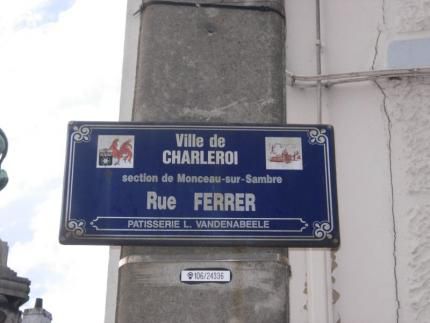 Ville de
CHARLEROI
section de Monceau-sur-Sambre
Rue FERRER
PATISSERIE L. VANDENABEELE
106/24336